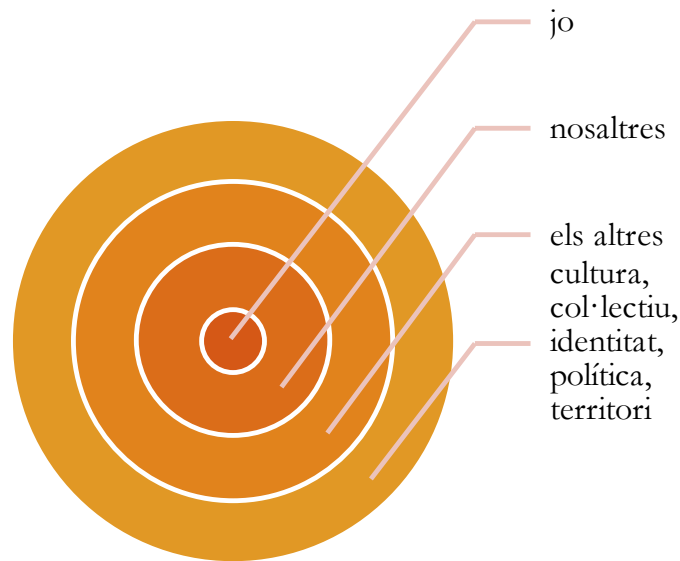 jo
nosaltres
els altres
cultura,
col·lectiu,
identitat,
política,
territori